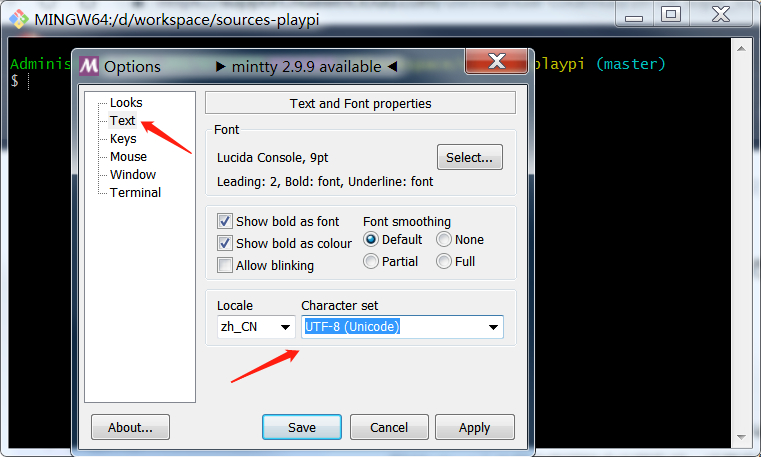 MINGW64:/d/workspace/sources-playpi
Adminis
playpi (master)
$
Options
▶ mintty 2.9.9 available ◀
Looks
Text
Keys
Mouse
Window
Terminal
Text and Font properties
Font
Lucida Console, 9pt
Select...
Leading: 2, Bold: font, Underline: font
Show bold as font
Show bold as colour
Allow blinking
Font smoothing
Default
None
Partial
Full
Locale
Character set
zh_CN
UTF-8 (Unicode)
About...
Save
Cancel
Apply